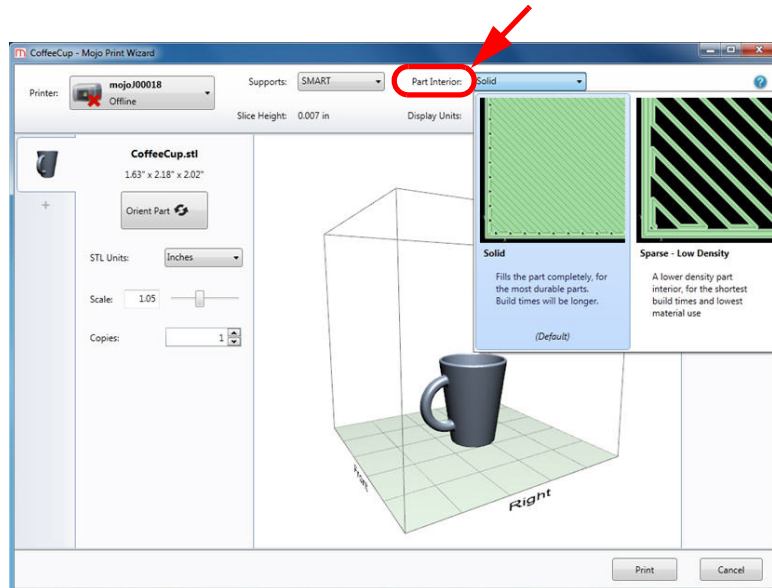 CoffeeCup - Mojo Print Wizard
Printer:
mojoJ00018
Offline
Supports: SMART
Part Interior: Solid
Slice Height: 0.007 in
Display Units:
CoffeeCup.stl
1.63" x 2.18" x 2.02"
Orient Part
STL Units: Inches
Scale: 1.05
Copies: 1
Solid
Fills the part completely, for
the most durable parts.
Build times will be longer.
(Default)
Sparse - Low Density
A lower density part
interior, for the shortest
build times and lowest
material use
Front
Right
Print
Cancel